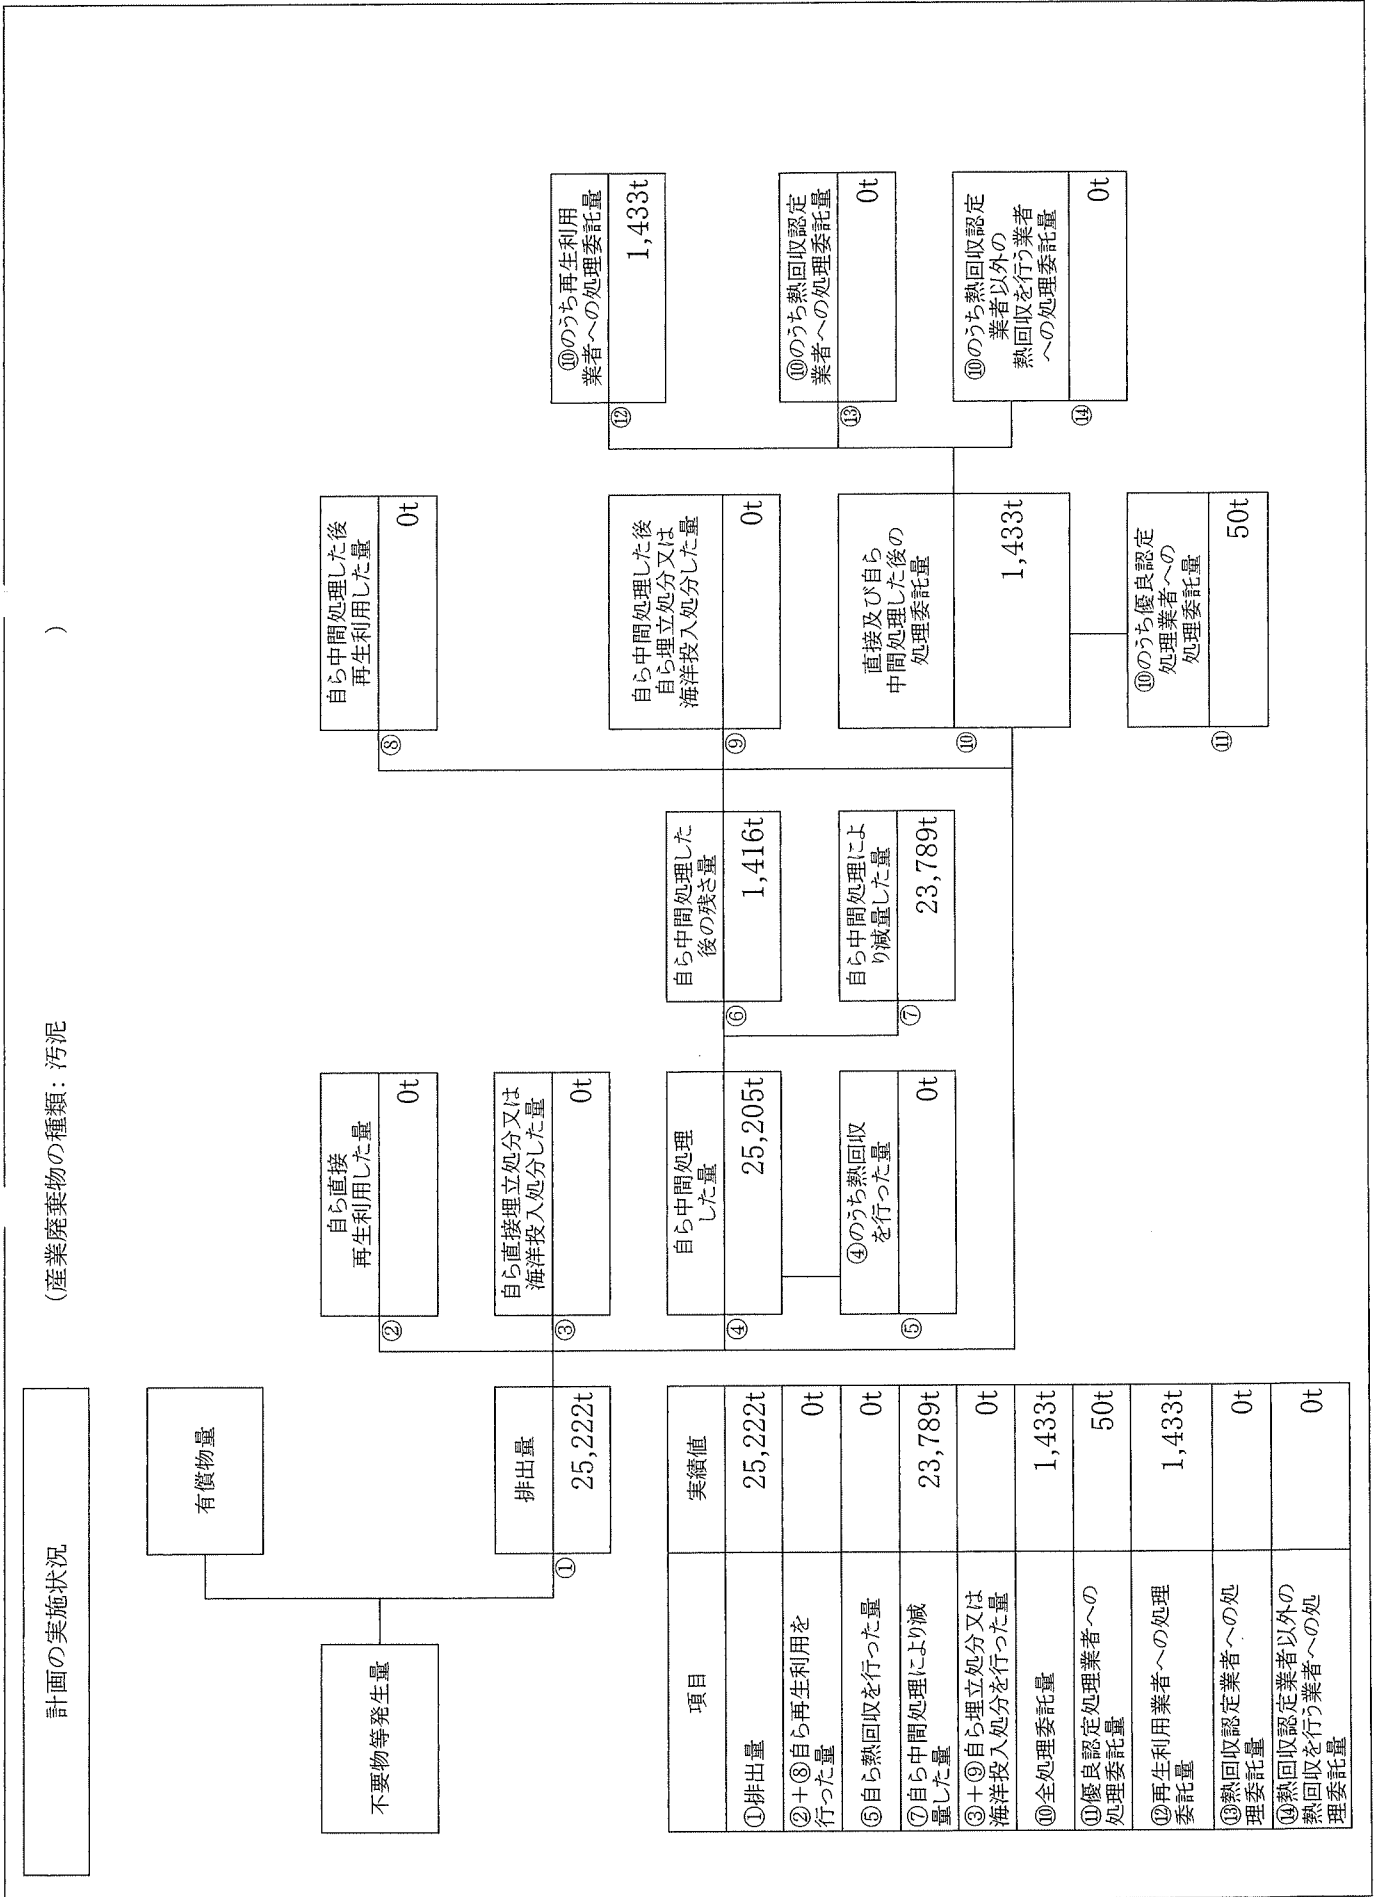 計画の実施状況
(産業廃棄物の種類：汚泥
)
不要物等発生量
有償物量
①
排出量
25,222t
②
自ら直接
再生利用した量
0t
③
自ら直接埋立処分又は
海洋投入処分した量
0t
④
自ら中間処理
した量
25,205t
⑤
④のうち熱回収
を行った量
0t
⑥
自ら中間処理した
後の残さ量
1,416t
⑦
自ら中間処理によ
り減量した量
23,789t
⑧
自ら中間処理した後
再生利用した量
0t
⑨
自ら中間処理した後
自ら埋立処分又は
海洋投入処分した量
0t
⑩
直接及び自ら
中間処理した後の
処理委託量
1,433t
⑪
⑩のうち優良認定
処理業者への
処理委託量
50t
⑫
⑩のうち再生利用
業者への処理委託量
1,433t
⑬
⑩のうち熱回収認定
業者への処理委託量
0t
⑭
⑩のうち熱回収認定
業者以外の
熱回収を行う業者
への処理委託量
0t
項目
実績値
①排出量
25,222t
②＋⑧自ら再生利用を
行った量
0t
⑤自ら熱回収を行った量
0t
⑦自ら中間処理により減
量した量
23,789t
③＋⑨自ら埋立処分又は
海洋投入処分を行った量
0t
⑩全処理委託量
1,433t
⑪優良認定処理業者への
処理委託量
50t
⑫再生利用業者への処理
委託量
1,433t
⑬熱回収認定業者への処
理委託量
0t
⑭熱回収認定業者以外の
熱回収を行う業者への処
理委託量
0t